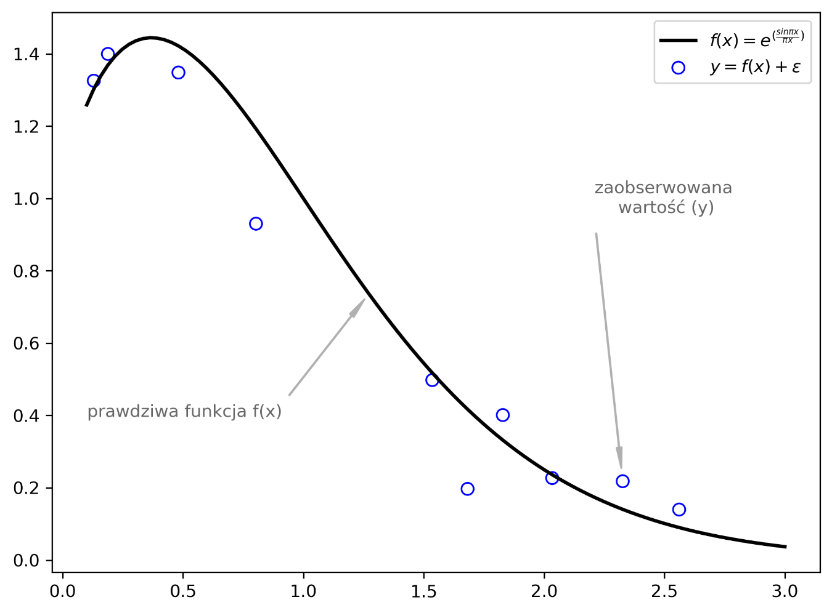 f(x) = e^(sinπx/πx)
y = f(x) + ε
zaobserwowana
wartość (y)
prawdziwa funkcja f(x)
1.4
1.2
1.0
0.8
0.6
0.4
0.2
0.0
0.0 0.5 1.0 1.5 2.0 2.5 3.0